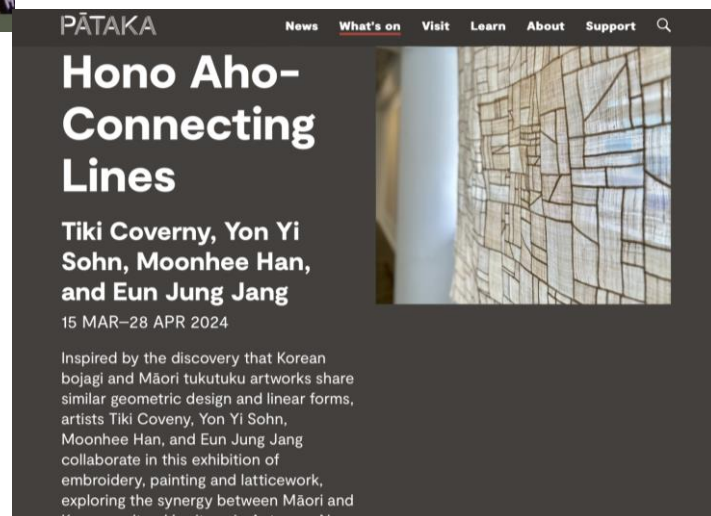 PĀTAKA
News What's on Visit Learn About Support
Hono Aho-
Connecting
Lines
Tiki Coverny, Yon Yi
Sohn, Moonhee Han,
and Eun Jung Jang
15 MAR–28 APR 2024
Inspired by the discovery that Korean
bojagi and Māori tukutuku artworks share
similar geometric design and linear forms,
artists Tiki Coveny, Yon Yi Sohn,
Moonhee Han, and Eun Jung Jang
collaborate in this exhibition of
embroidery, painting and latticework,
exploring the synergy between Māori and